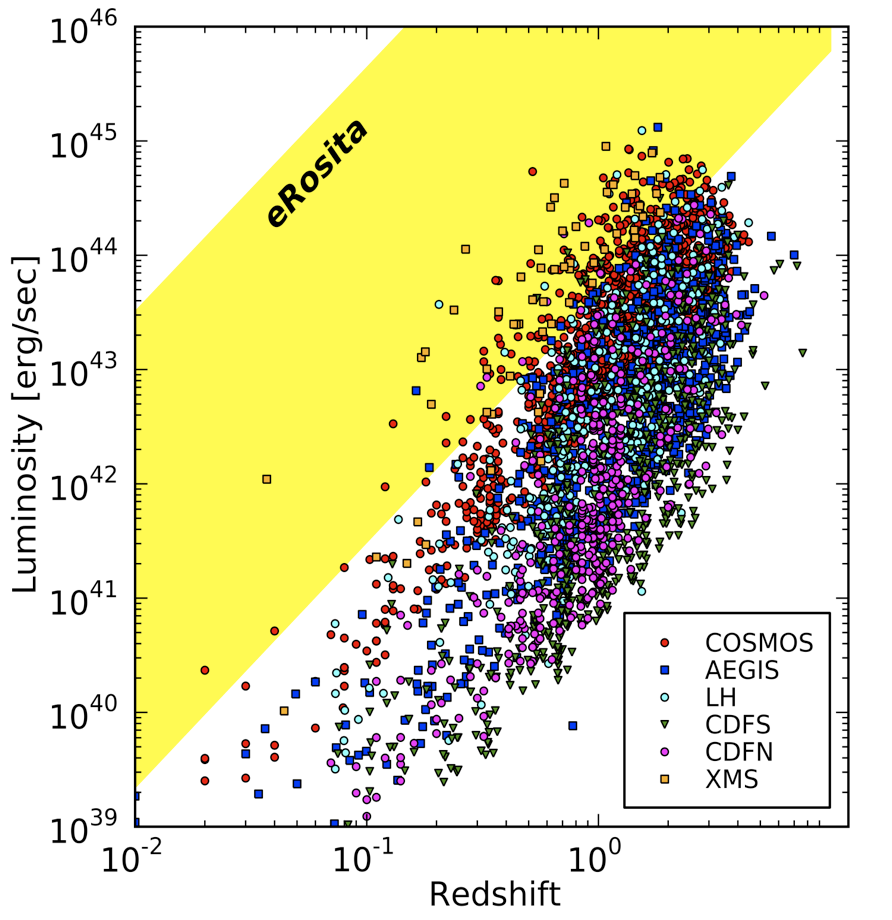 10^46
10^45
10^44
10^43
10^42
10^41
10^40
10^39
Luminosity [erg/sec]
eRosita
COSMOS
AEGIS
LH
CDFS
CDFN
XMS
10^-2
10^-1
10^0
Redshift